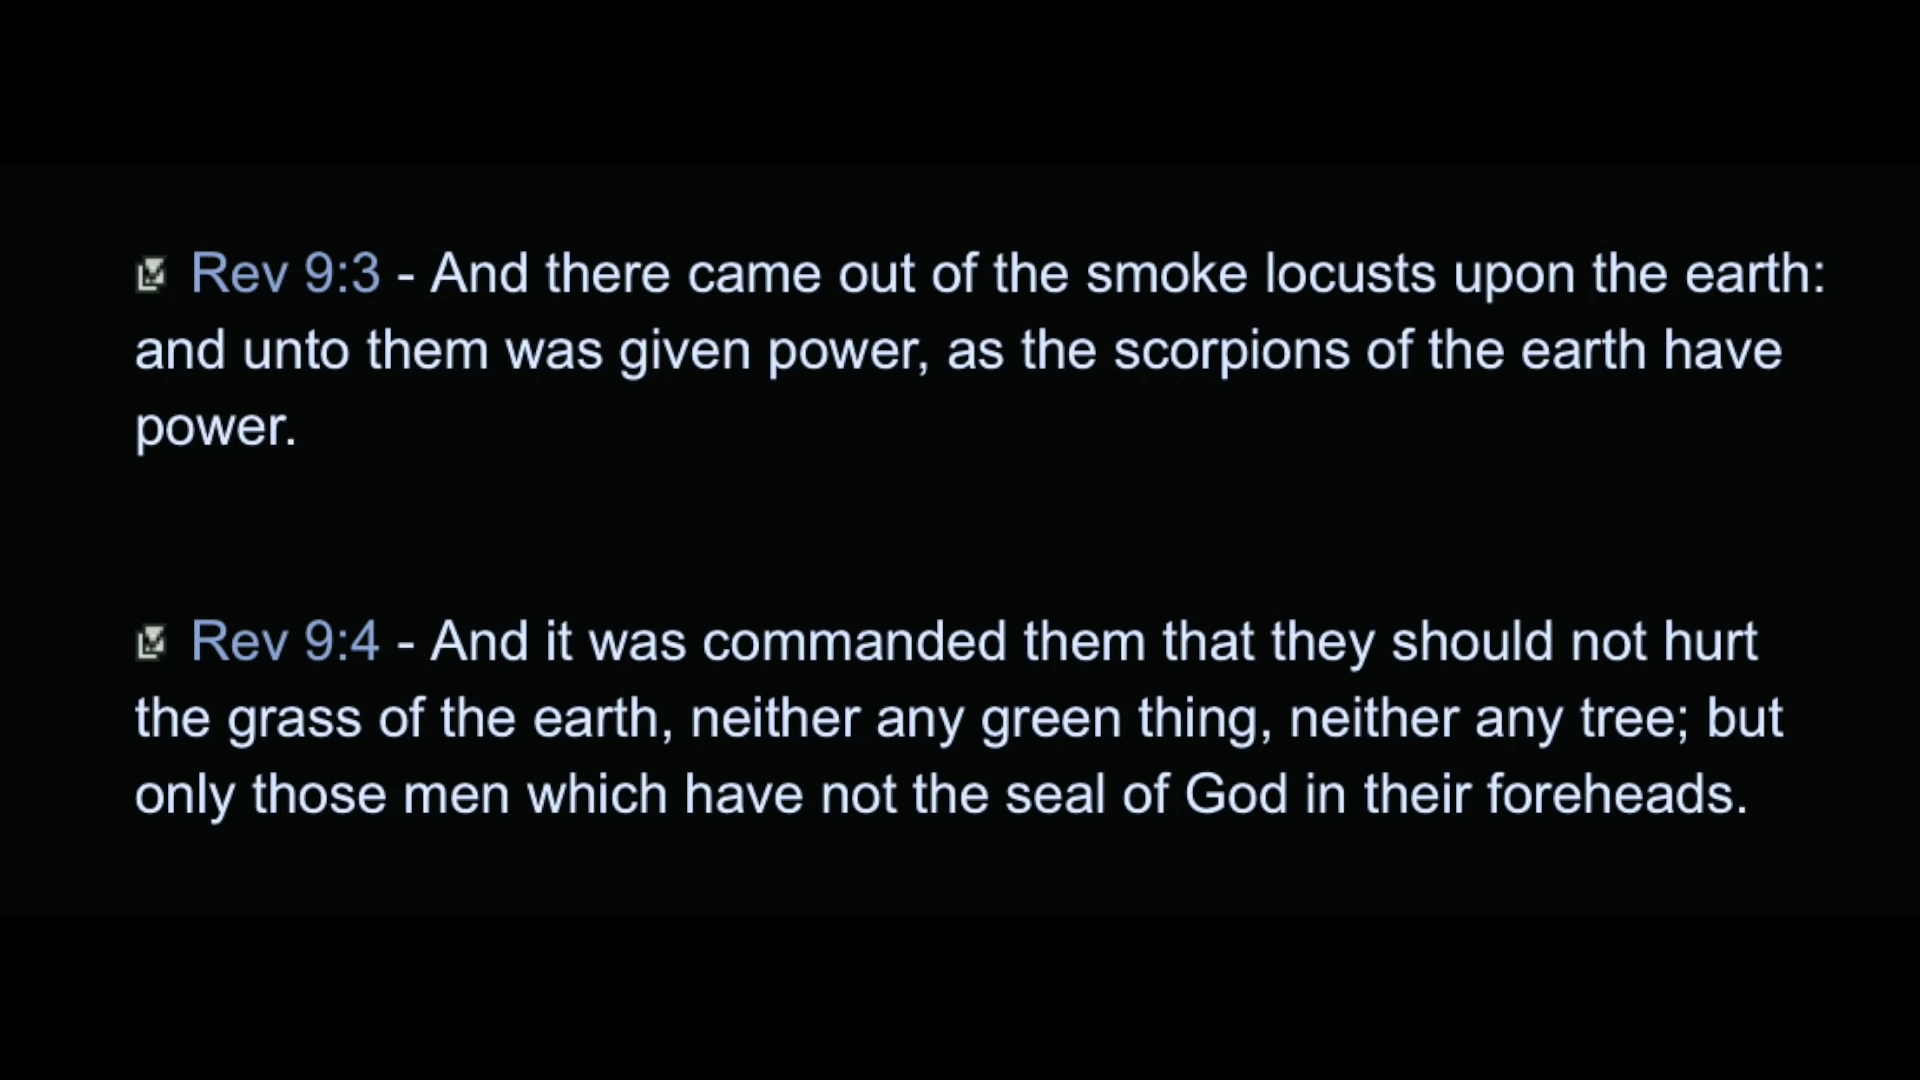 Rev 9:3 - And there came out of the smoke locusts upon the earth:
and unto them was given power, as the scorpions of the earth have
power.
Rev 9:4 - And it was commanded them that they should not hurt
the grass of the earth, neither any green thing, neither any tree; but
only those men which have not the seal of God in their foreheads.